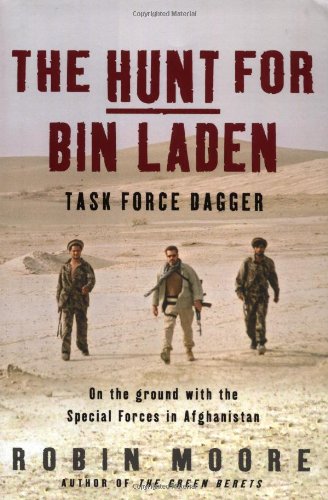 THE HUNT FOR
BIN LADEN
TASK FORCE DAGGER
On the ground with the
Special Forces in Afghanistan
ROBIN MOORE
AUTHOR OF THE GREEN BERETS